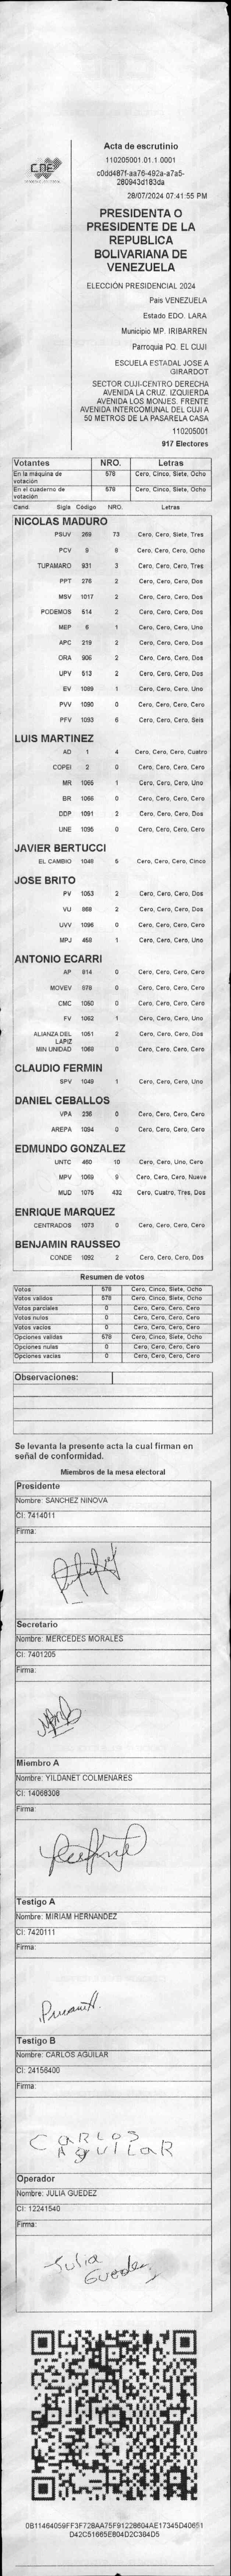 Acta de escrutinio
110205001.01.1.0001
c0dd487f-aa76-492a-a7a5-
280943d183da
28/07/2024 07:41:55 PM
PRESIDENTA O
PRESIDENTE DE LA
REPUBLICA
BOLIVARIANA DE
VENEZUELA
ELECCIÓN PRESIDENCIAL 2024
País VENEZUELA
Estado EDO. LARA
Municipio MP. IRIBARREN
Parroquia PQ. EL CUJI
ESCUELA ESTADAL JOSE A
GIRARDOT
SECTOR CUJI-CENTRO DERECHA
AVENIDA LA CRUZ. IZQUIERDA
AVENIDA LOS MONJES. FRENTE
AVENIDA INTERCOMUNAL DEL CUJI A
50 METROS DE LA PASARELA CASA
110205001
917 Electores
Votantes NRO. Letras
En la máquina de votación 578 Cero, Cinco, Siete, Ocho
En el cuaderno de votación 578 Cero, Cinco, Siete, Ocho
Cand. Sigla Código NRO. Letras
NICOLAS MADURO
PSUV 268 73 Cero, Cero, Siete, Tres
PCV 9 8 Cero, Cero, Cero, Ocho
TUPAMARO 931 3 Cero, Cero, Cero, Tres
PPT 276 2 Cero, Cero, Cero, Dos
MSV 1017 2 Cero, Cero, Cero, Dos
PODEMOS 514 2 Cero, Cero, Cero, Dos
MEP 6 1 Cero, Cero, Cero, Uno
APC 219 2 Cero, Cero, Cero, Dos
ORA 906 2 Cero, Cero, Cero, Dos
UPV 513 2 Cero, Cero, Cero, Dos
EV 1089 1 Cero, Cero, Cero, Uno
PVV 1090 0 Cero, Cero, Cero, Cero
PFV 1093 6 Cero, Cero, Cero, Seis
LUIS MARTINEZ
AD 1 4 Cero, Cero, Cero, Cuatro
COPEI 2 0 Cero, Cero, Cero, Cero
MR 1065 1 Cero, Cero, Cero, Uno
BR 1066 0 Cero, Cero, Cero, Cero
DDP 1091 2 Cero, Cero, Cero, Dos
UNE 1095 0 Cero, Cero, Cero, Cero
JAVIER BERTUCCI
EL CAMBIO 1048 5 Cero, Cero, Cero, Cinco
JOSE BRITO
PV 1053 2 Cero, Cero, Cero, Dos
VU 868 2 Cero, Cero, Cero, Dos
UVV 1096 0 Cero, Cero, Cero, Cero
MPJ 458 1 Cero, Cero, Cero, Uno
ANTONIO ECARRI
AP 814 0 Cero, Cero, Cero, Cero
MOVEV 878 0 Cero, Cero, Cero, Cero
CMC 1050 0 Cero, Cero, Cero, Cero
FV 1062 1 Cero, Cero, Cero, Uno
ALIANZA DEL LAPIZ 1051 2 Cero, Cero, Cero, Dos
MIN UNIDAD 1068 0 Cero, Cero, Cero, Cero
CLAUDIO FERMIN
SPV 1049 1 Cero, Cero, Cero, Uno
DANIEL CEBALLOS
VPA 236 0 Cero, Cero, Cero, Cero
AREPA 1094 0 Cero, Cero, Cero, Cero
EDMUNDO GONZALEZ
UNTC 460 10 Cero, Cero, Uno, Cero
MPV 1069 9 Cero, Cero, Cero, Nueve
MUD 1075 432 Cero, Cuatro, Tres, Dos
ENRIQUE MARQUEZ
CENTRADOS 1073 0 Cero, Cero, Cero, Cero
BENJAMIN RAUSSEO
CONDE 1092 2 Cero, Cero, Cero, Dos
Resumen de votos
Votos 578 Cero, Cinco, Siete, Ocho
Votos validos 578 Cero, Cinco, Siete, Ocho
Votos parciales 0 Cero, Cero, Cero, Cero
Votos nulos 0 Cero, Cero, Cero, Cero
Votos vacios 0 Cero, Cero, Cero, Cero
Opciones validas 578 Cero, Cinco, Siete, Ocho
Opciones nulas 0 Cero, Cero, Cero, Cero
Opciones vacias 0 Cero, Cero, Cero, Cero
Observaciones:
Se levanta la presente acta la cual firman en
señal de conformidad.
Miembros de la mesa electoral
Presidente
Nombre: SANCHEZ NINOVA
CI: 7414011
Firma:
Secretario
Nombre: MERCEDES MORALES
CI: 7401205
Firma:
Miembro A
Nombre: YILDANET COLMENARES
CI: 14068308
Firma:
Testigo A
Nombre: MIRIAM HERNANDEZ
CI: 7420111
Firma:
Testigo B
Nombre: CARLOS AGUILAR
CI: 24156400
Firma:
CARLOS
AguiLaR
Operador
Nombre: JULIA GUEDEZ
CI: 12241540
Firma:
Julia
Guedez